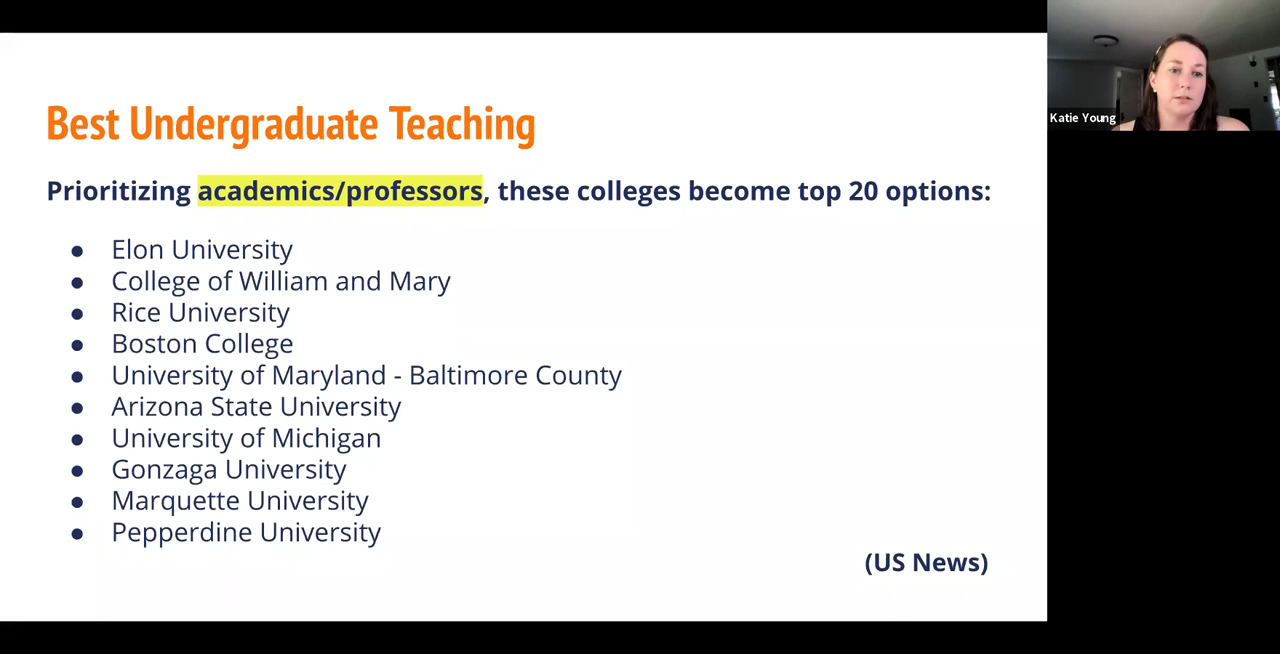 Best Undergraduate Teaching
Prioritizing academics/professors, these colleges become top 20 options:
● Elon University
● College of William and Mary
● Rice University
● Boston College
● University of Maryland - Baltimore County
● Arizona State University
● University of Michigan
● Gonzaga University
● Marquette University
● Pepperdine University
(US News)
Katie Young